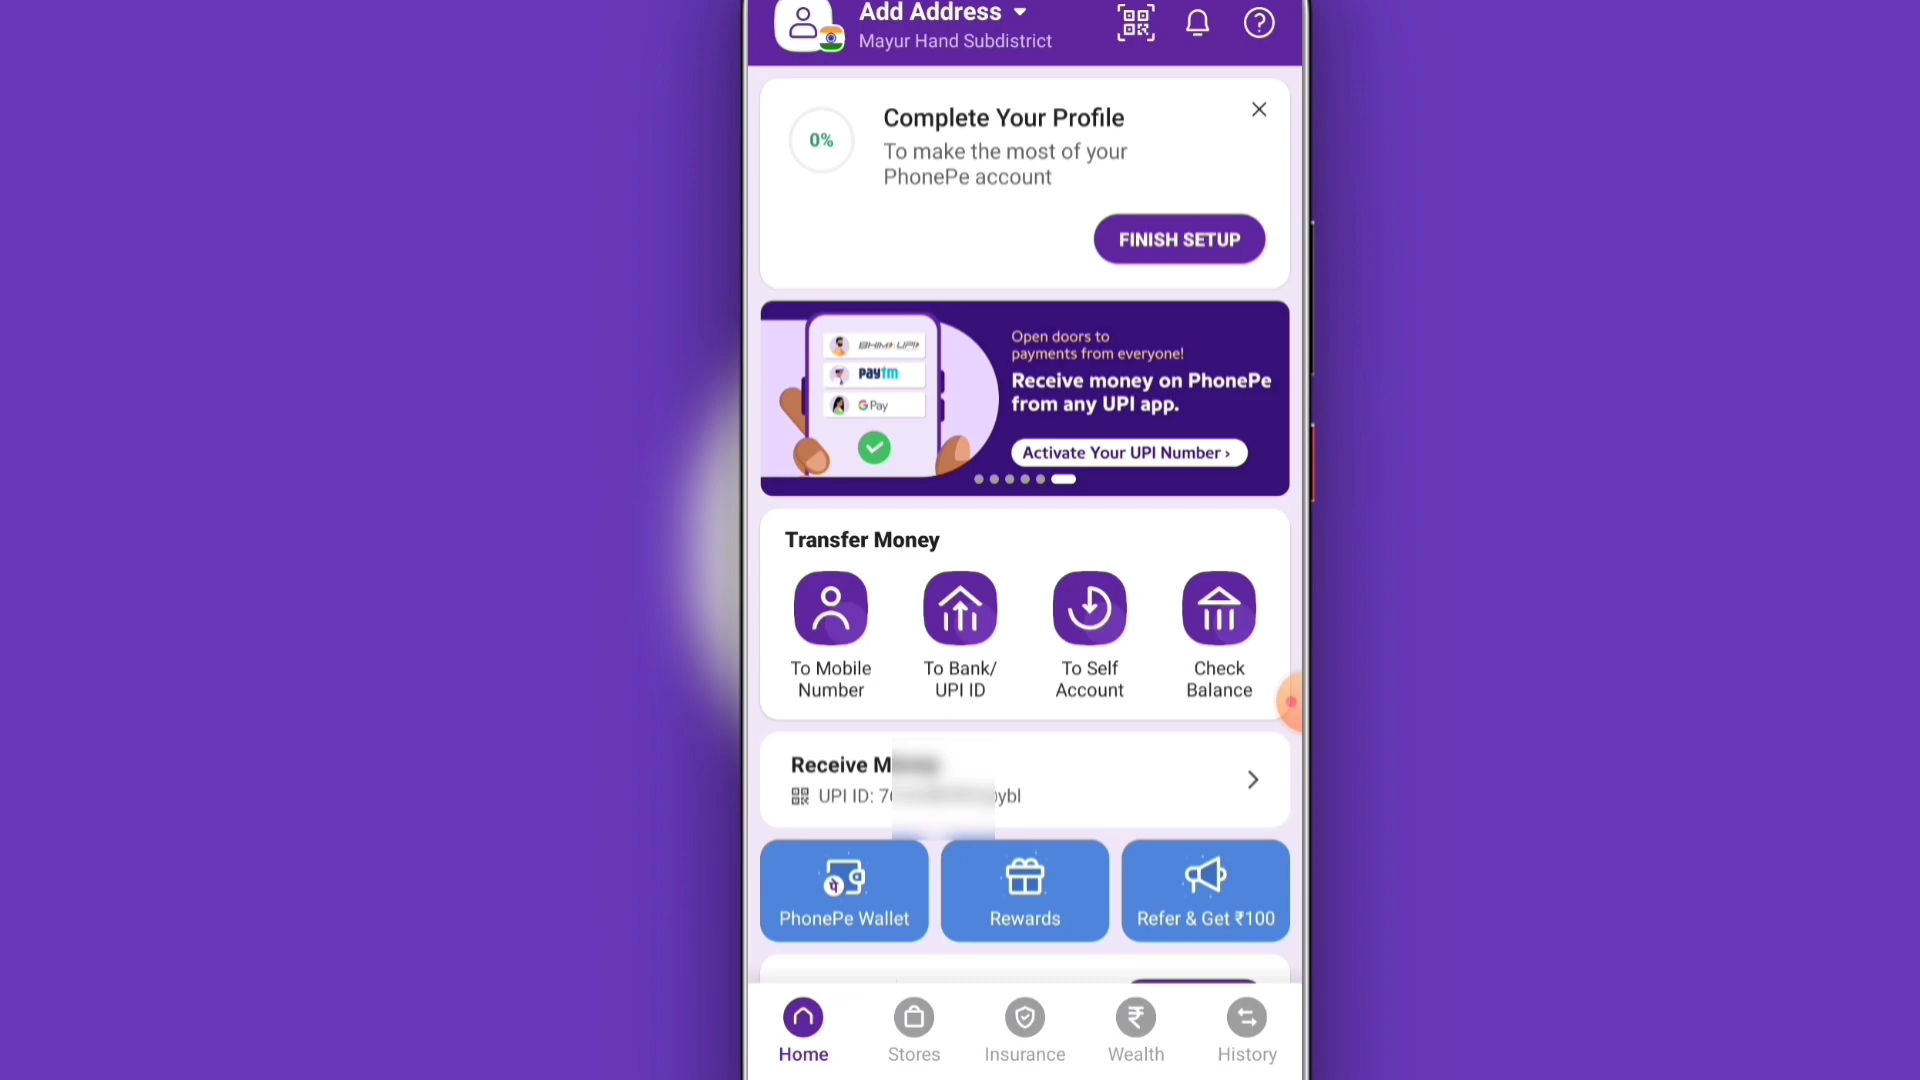 Add Address
Mayur Hand Subdistrict
0%
Complete Your Profile
To make the most of your
PhonePe account
FINISH SETUP
BHIM UPI
paytm
G Pay
Open doors to
payments from everyone!
Receive money on PhonePe
from any UPI app.
Activate Your UPI Number ›
Transfer Money
To Mobile
Number
To Bank/
UPI ID
To Self
Account
Check
Balance
Receive
UPI ID:
पे
PhonePe Wallet
Rewards
Refer & Get ₹100
Home
Stores
Insurance
Wealth
History